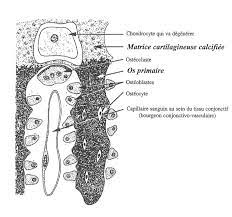 Chondrocyte qui va dégénérer
Matrice cartilagineuse calcifiée
Ostéoclaste
Os primaire
Ostéoblastes
Ostéocyte
Capillaire sanguin au sein du tissu conjonctif
(bourgeon conjonctivo-vasculaire)